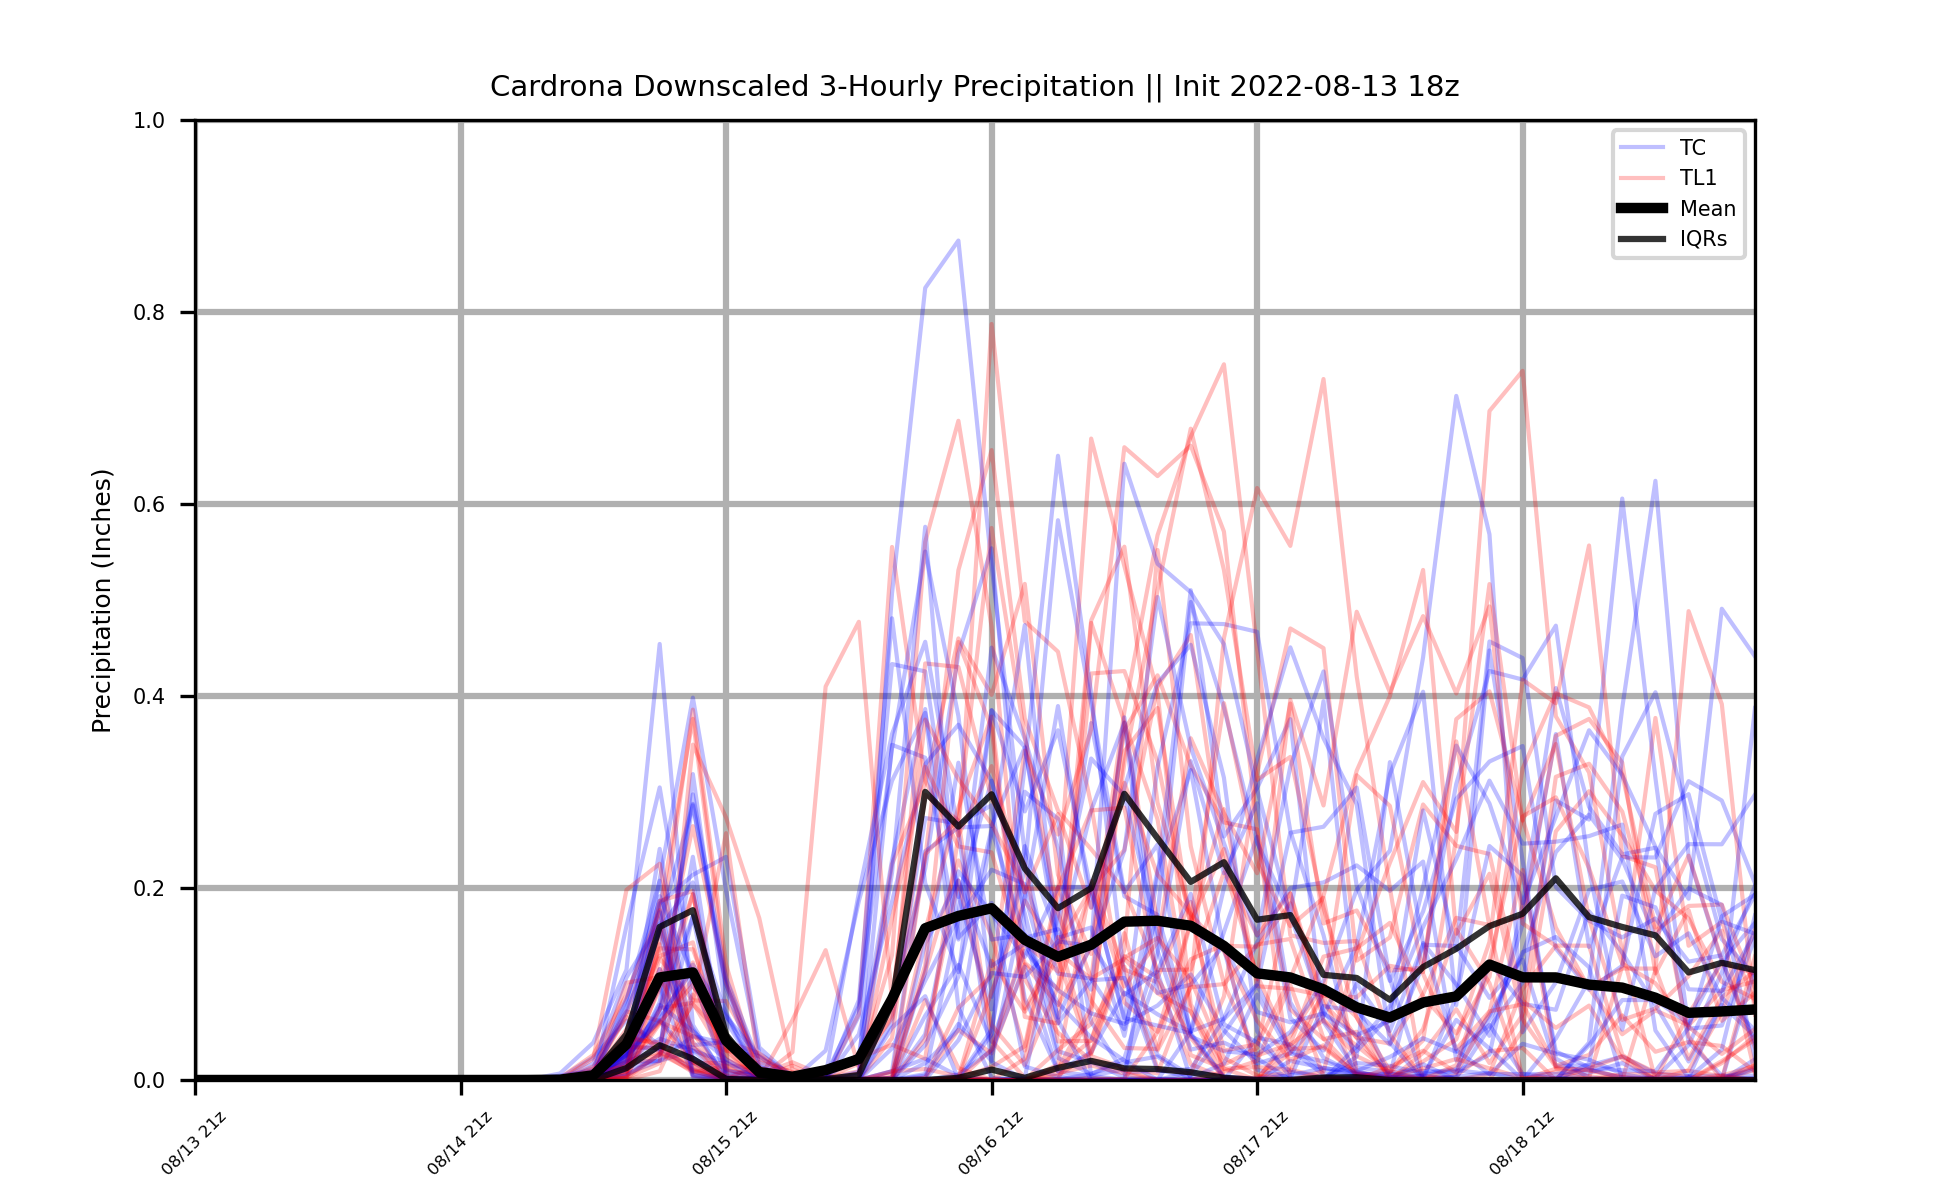 Cardrona Downscaled 3-Hourly Precipitation || Init 2022-08-13 18z
Precipitation (Inches)
1.0
0.8
0.6
0.4
0.2
0.0
TC
TL1
Mean
IQRs
08/13 21z
08/14 21z
08/15 21z
08/16 21z
08/17 21z
08/18 21z